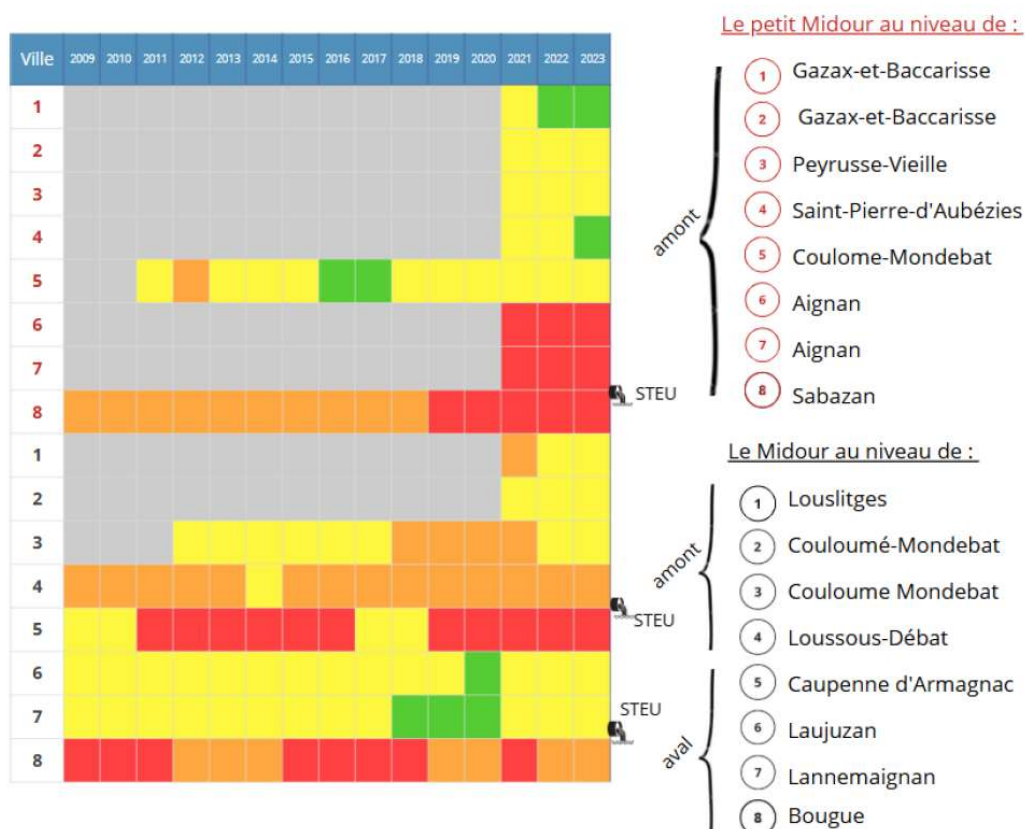 Ville 2009 2010 2011 2012 2013 2014 2015 2016 2017 2018 2019 2020 2021 2022 2023
1
2
3
4
5
6
7
8
1
2
3
4
5
6
7
8
STEU
STEU
STEU
Le petit Midour au niveau de :
amont
1 Gazax-et-Baccarisse
2 Gazax-et-Baccarisse
3 Peyrusse-Vieille
4 Saint-Pierre-d'Aubézies
5 Coulome-Mondebat
6 Aignan
7 Aignan
8 Sabazan
Le Midour au niveau de :
amont
1 Louslitges
2 Couloumé-Mondebat
3 Couloume Mondebat
4 Loussous-Débat
aval
5 Caupenne d'Armagnac
6 Laujuzan
7 Lannemaignan
8 Bougue